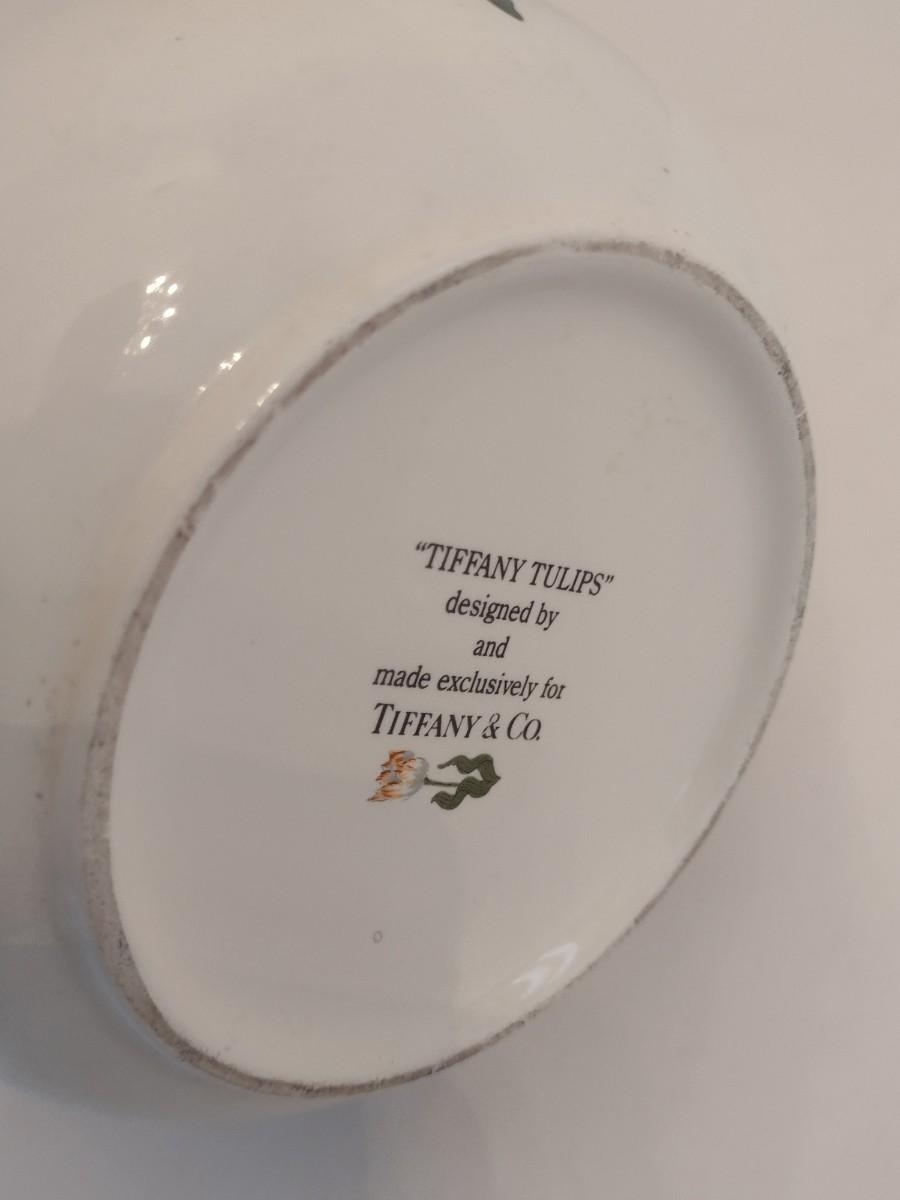 “TIFFANY TULIPS”
designed by
and
made exclusively for
TIFFANY & CO.